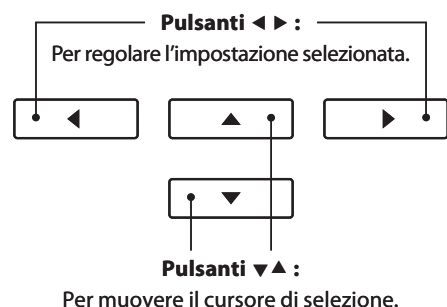 Pulsanti ◀ ▶ :
Per regolare l’impostazione selezionata.
Pulsanti ▼▲ :
Per muovere il cursore di selezione.